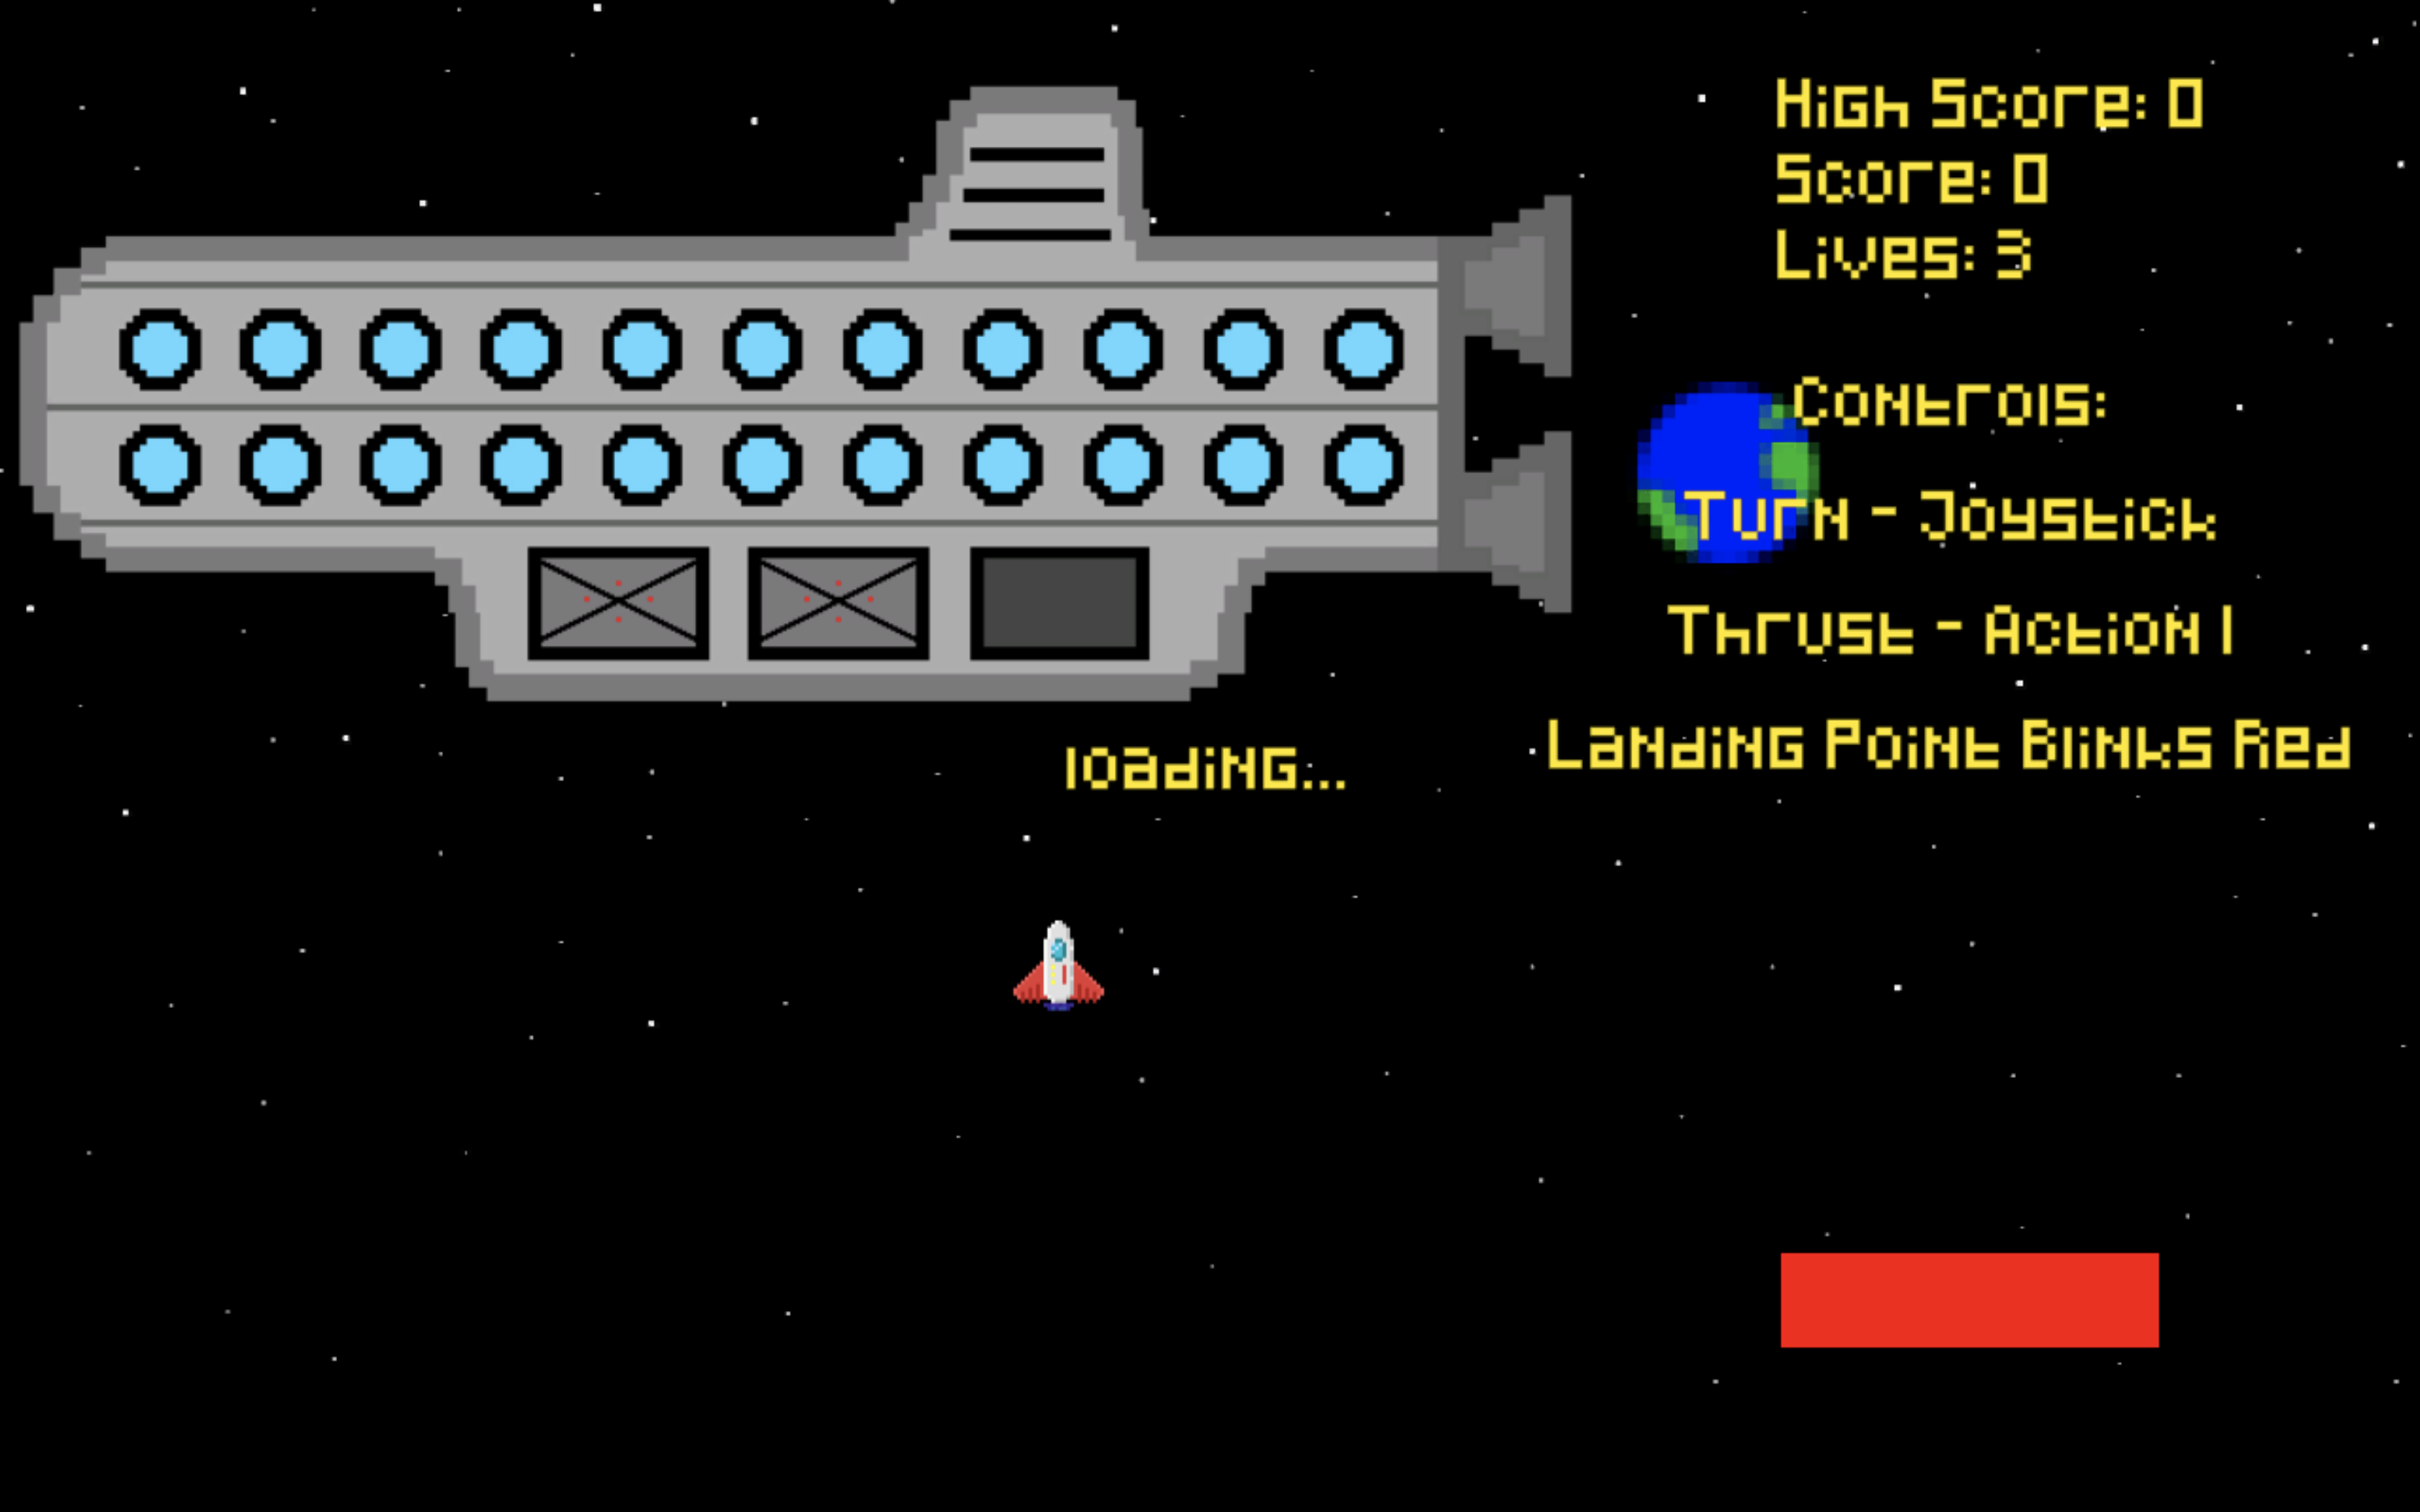 High Score: 0
Score: 0
Lives: 3
Controls:
Turn - Joystick
Thrust - Action 1
Landing Point Blinks Red
loading...